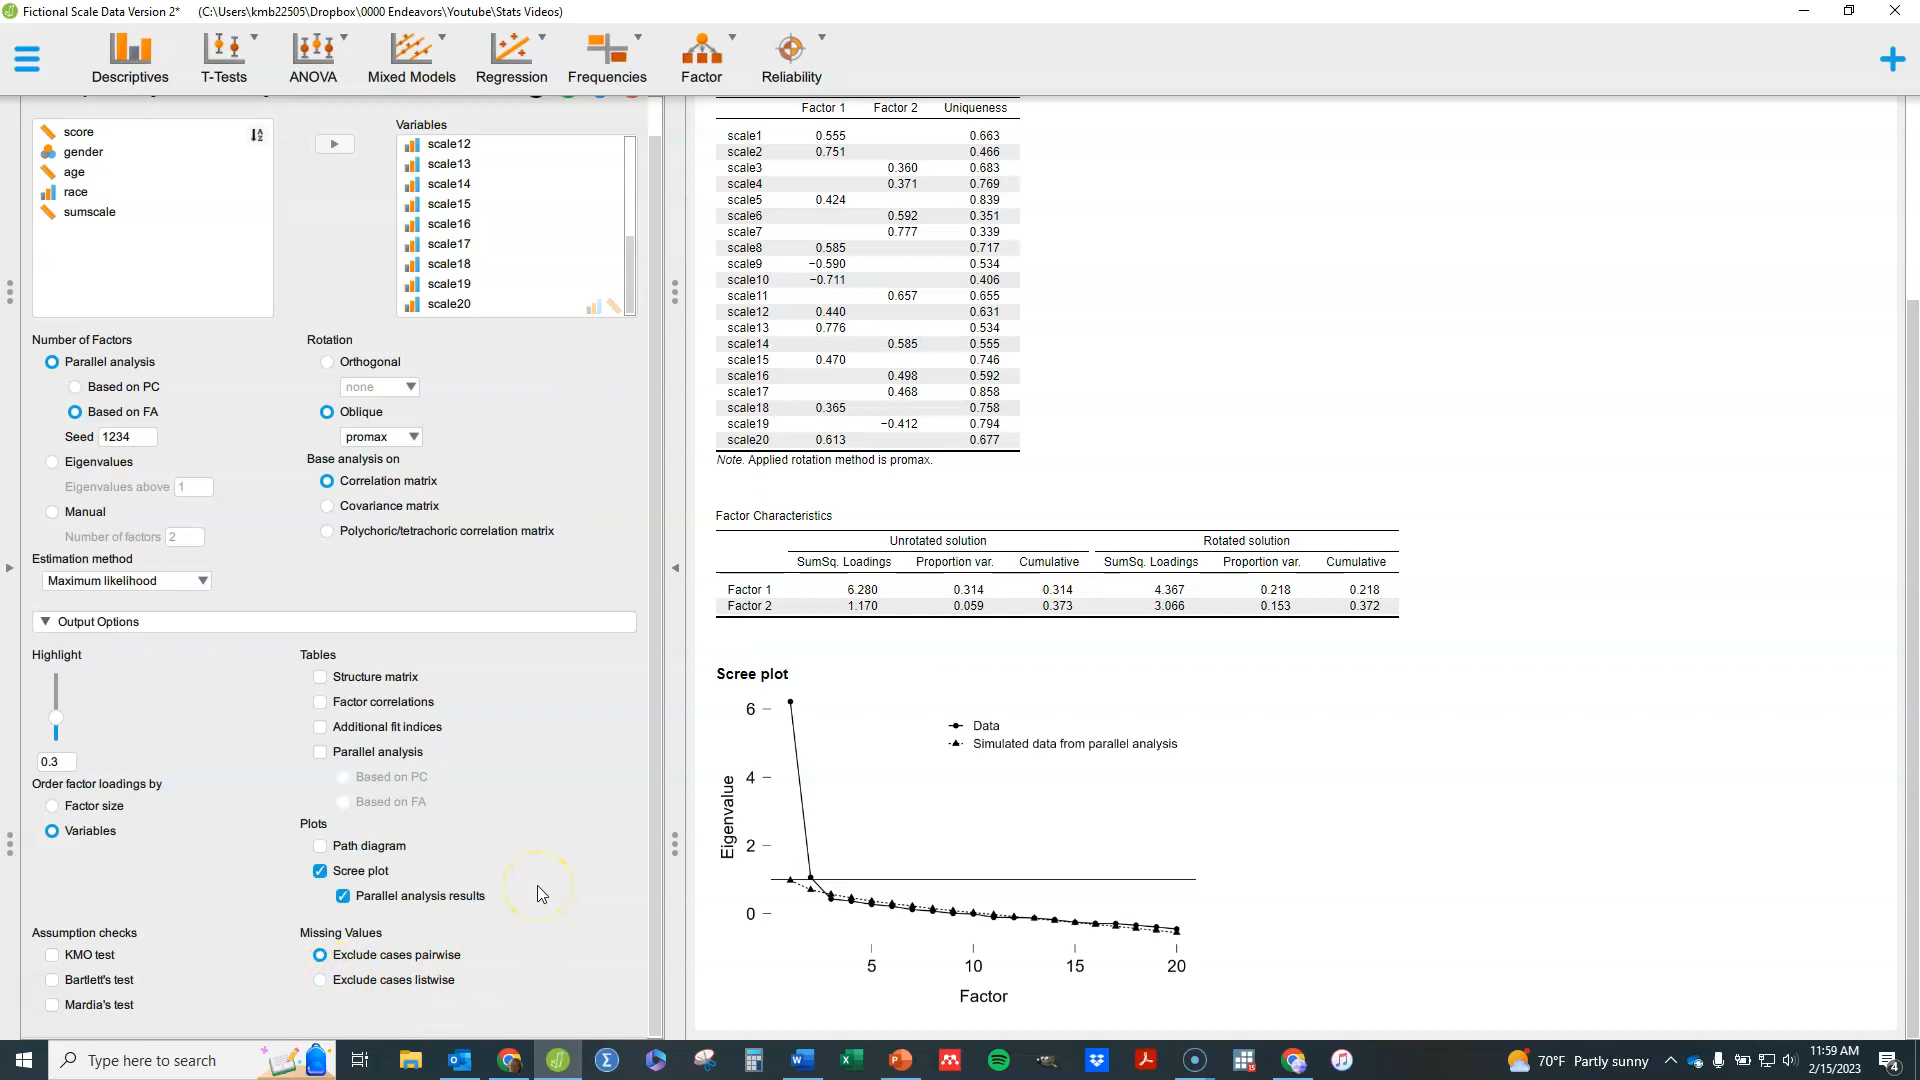 Fictional Scale Data Version 2* (C:\Users\kmb22505\Dropbox\0000 Endeavors\Youtube\Stats Videos)
Descriptives T-Tests ANOVA Mixed Models Regression Frequencies Factor Reliability
score
gender
age
race
sumscale
Variables
scale12
scale13
scale14
scale15
scale16
scale17
scale18
scale19
scale20
Number of Factors
Parallel analysis
Based on PC
Based on FA
Seed 1234
Eigenvalues
Eigenvalues above 1
Manual
Number of factors 2
Estimation method
Maximum likelihood
Rotation
Orthogonal
none
Oblique
promax
Base analysis on
Correlation matrix
Covariance matrix
Polychoric/tetrachoric correlation matrix
Output Options
Highlight
0.3
Order factor loadings by
Factor size
Variables
Tables
Structure matrix
Factor correlations
Additional fit indices
Parallel analysis
Based on PC
Based on FA
Plots
Path diagram
Scree plot
Parallel analysis results
Assumption checks
KMO test
Bartlett's test
Mardia's test
Missing Values
Exclude cases pairwise
Exclude cases listwise
Factor 1 Factor 2 Uniqueness
scale1 0.555 0.663
scale2 0.751 0.466
scale3 0.360 0.683
scale4 0.371 0.769
scale5 0.424 0.839
scale6 0.592 0.351
scale7 0.777 0.339
scale8 0.585 0.717
scale9 −0.590 0.534
scale10 −0.711 0.406
scale11 0.657 0.655
scale12 0.440 0.631
scale13 0.776 0.534
scale14 0.585 0.555
scale15 0.470 0.746
scale16 0.498 0.592
scale17 0.468 0.858
scale18 0.365 0.758
scale19 −0.412 0.794
scale20 0.613 0.677
Note. Applied rotation method is promax.
Factor Characteristics
Unrotated solution Rotated solution
SumSq. Loadings Proportion var. Cumulative SumSq. Loadings Proportion var. Cumulative
Factor 1 6.280 0.314 0.314 4.367 0.218 0.218
Factor 2 1.170 0.059 0.373 3.066 0.153 0.372
Scree plot
Data
Simulated data from parallel analysis
Eigenvalue
6
4
2
0
5 10 15 20
Factor
Type here to search
70°F Partly sunny
11:59 AM
2/15/2023
4